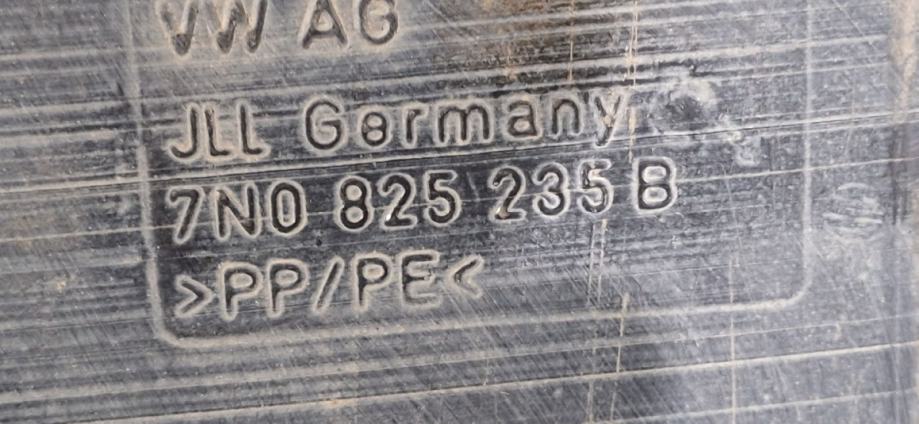 VW AG
JLL Germany
7N0 825 235 B
>PP/PE<